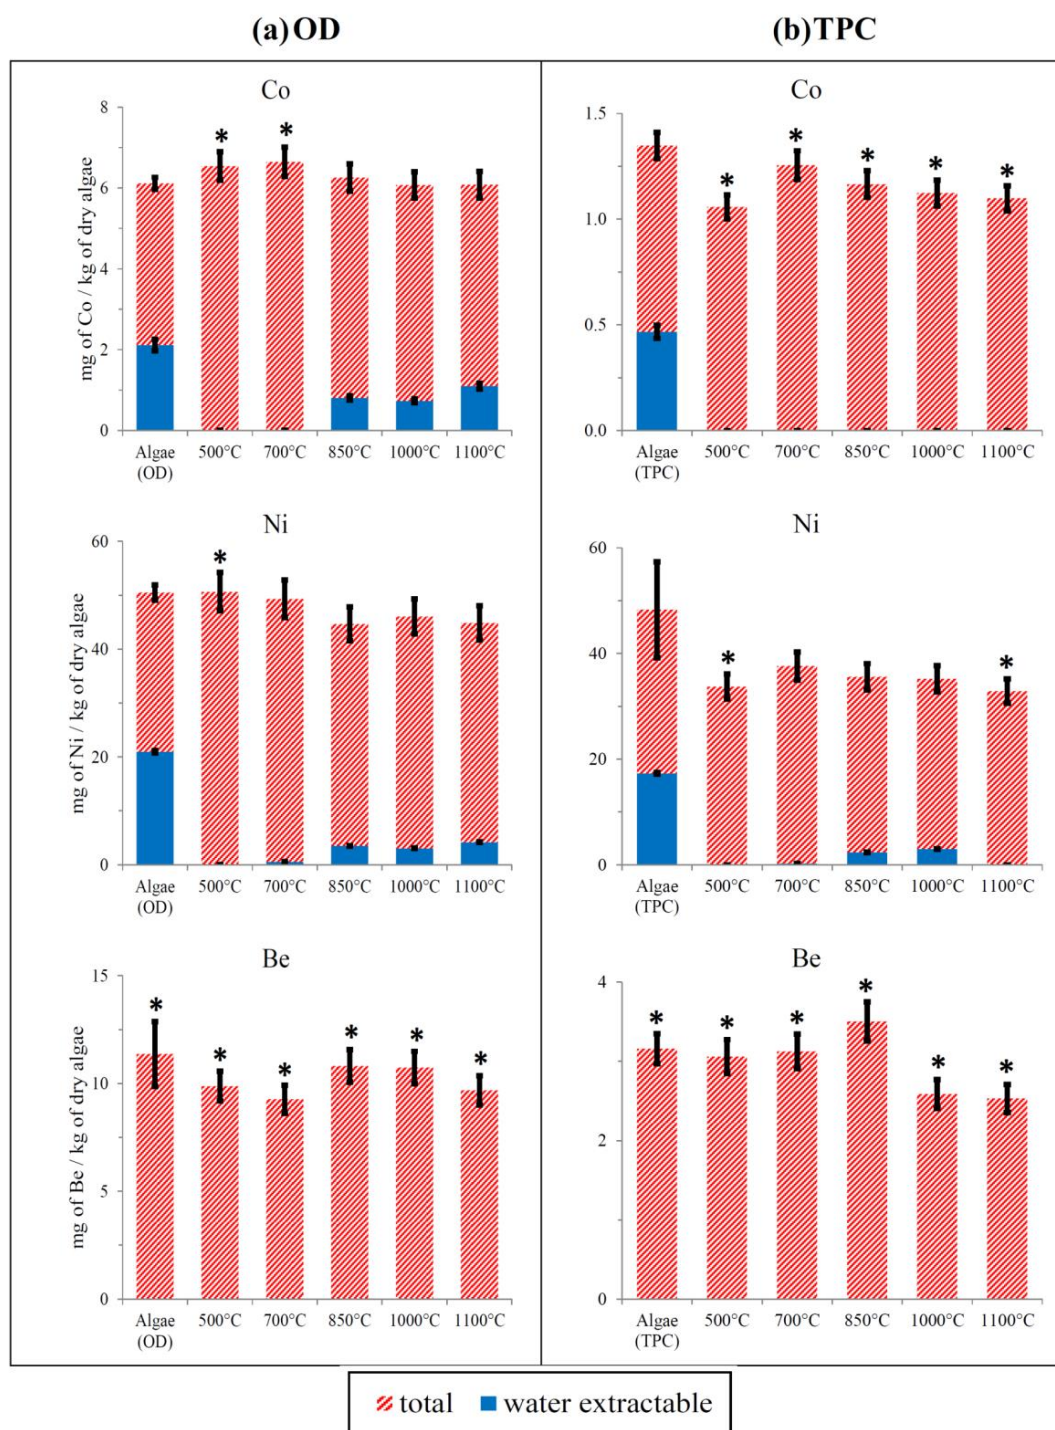 (a) OD
(b) TPC
Co
mg of Co / kg of dry algae
8
6
4
2
0
* *
Algae (OD) 500°C 700°C 850°C 1000°C 1100°C
Co
1.5
1.0
0.5
0.0
* * * * *
Algae (TPC) 500°C 700°C 850°C 1000°C 1100°C
Ni
mg of Ni / kg of dry algae
60
40
20
0
*
Algae (OD) 500°C 700°C 850°C 1000°C 1100°C
Ni
60
40
20
0
* *
Algae (TPC) 500°C 700°C 850°C 1000°C 1100°C
Be
mg of Be / kg of dry algae
15
10
5
0
* * * * * *
Algae (OD) 500°C 700°C 850°C 1000°C 1100°C
Be
4
2
0
* * * * * *
Algae (TPC) 500°C 700°C 850°C 1000°C 1100°C
total water extractable